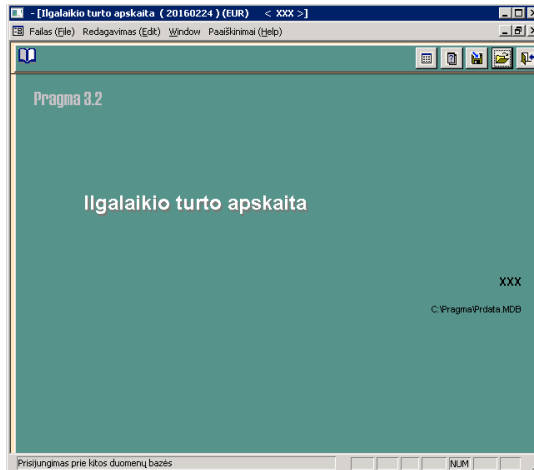 - [Ilgalaikio turto apskaita ( 20160224 ) (EUR) < XXX >]
Failas (File) Redagavimas (Edit) Window Paaiškinimai (Help)
Pragma 3.2
Ilgalaikio turto apskaita
XXX
C:\Pragma\Prdata.MDB
Prisijungimas prie kitos duomenų bazės NUM